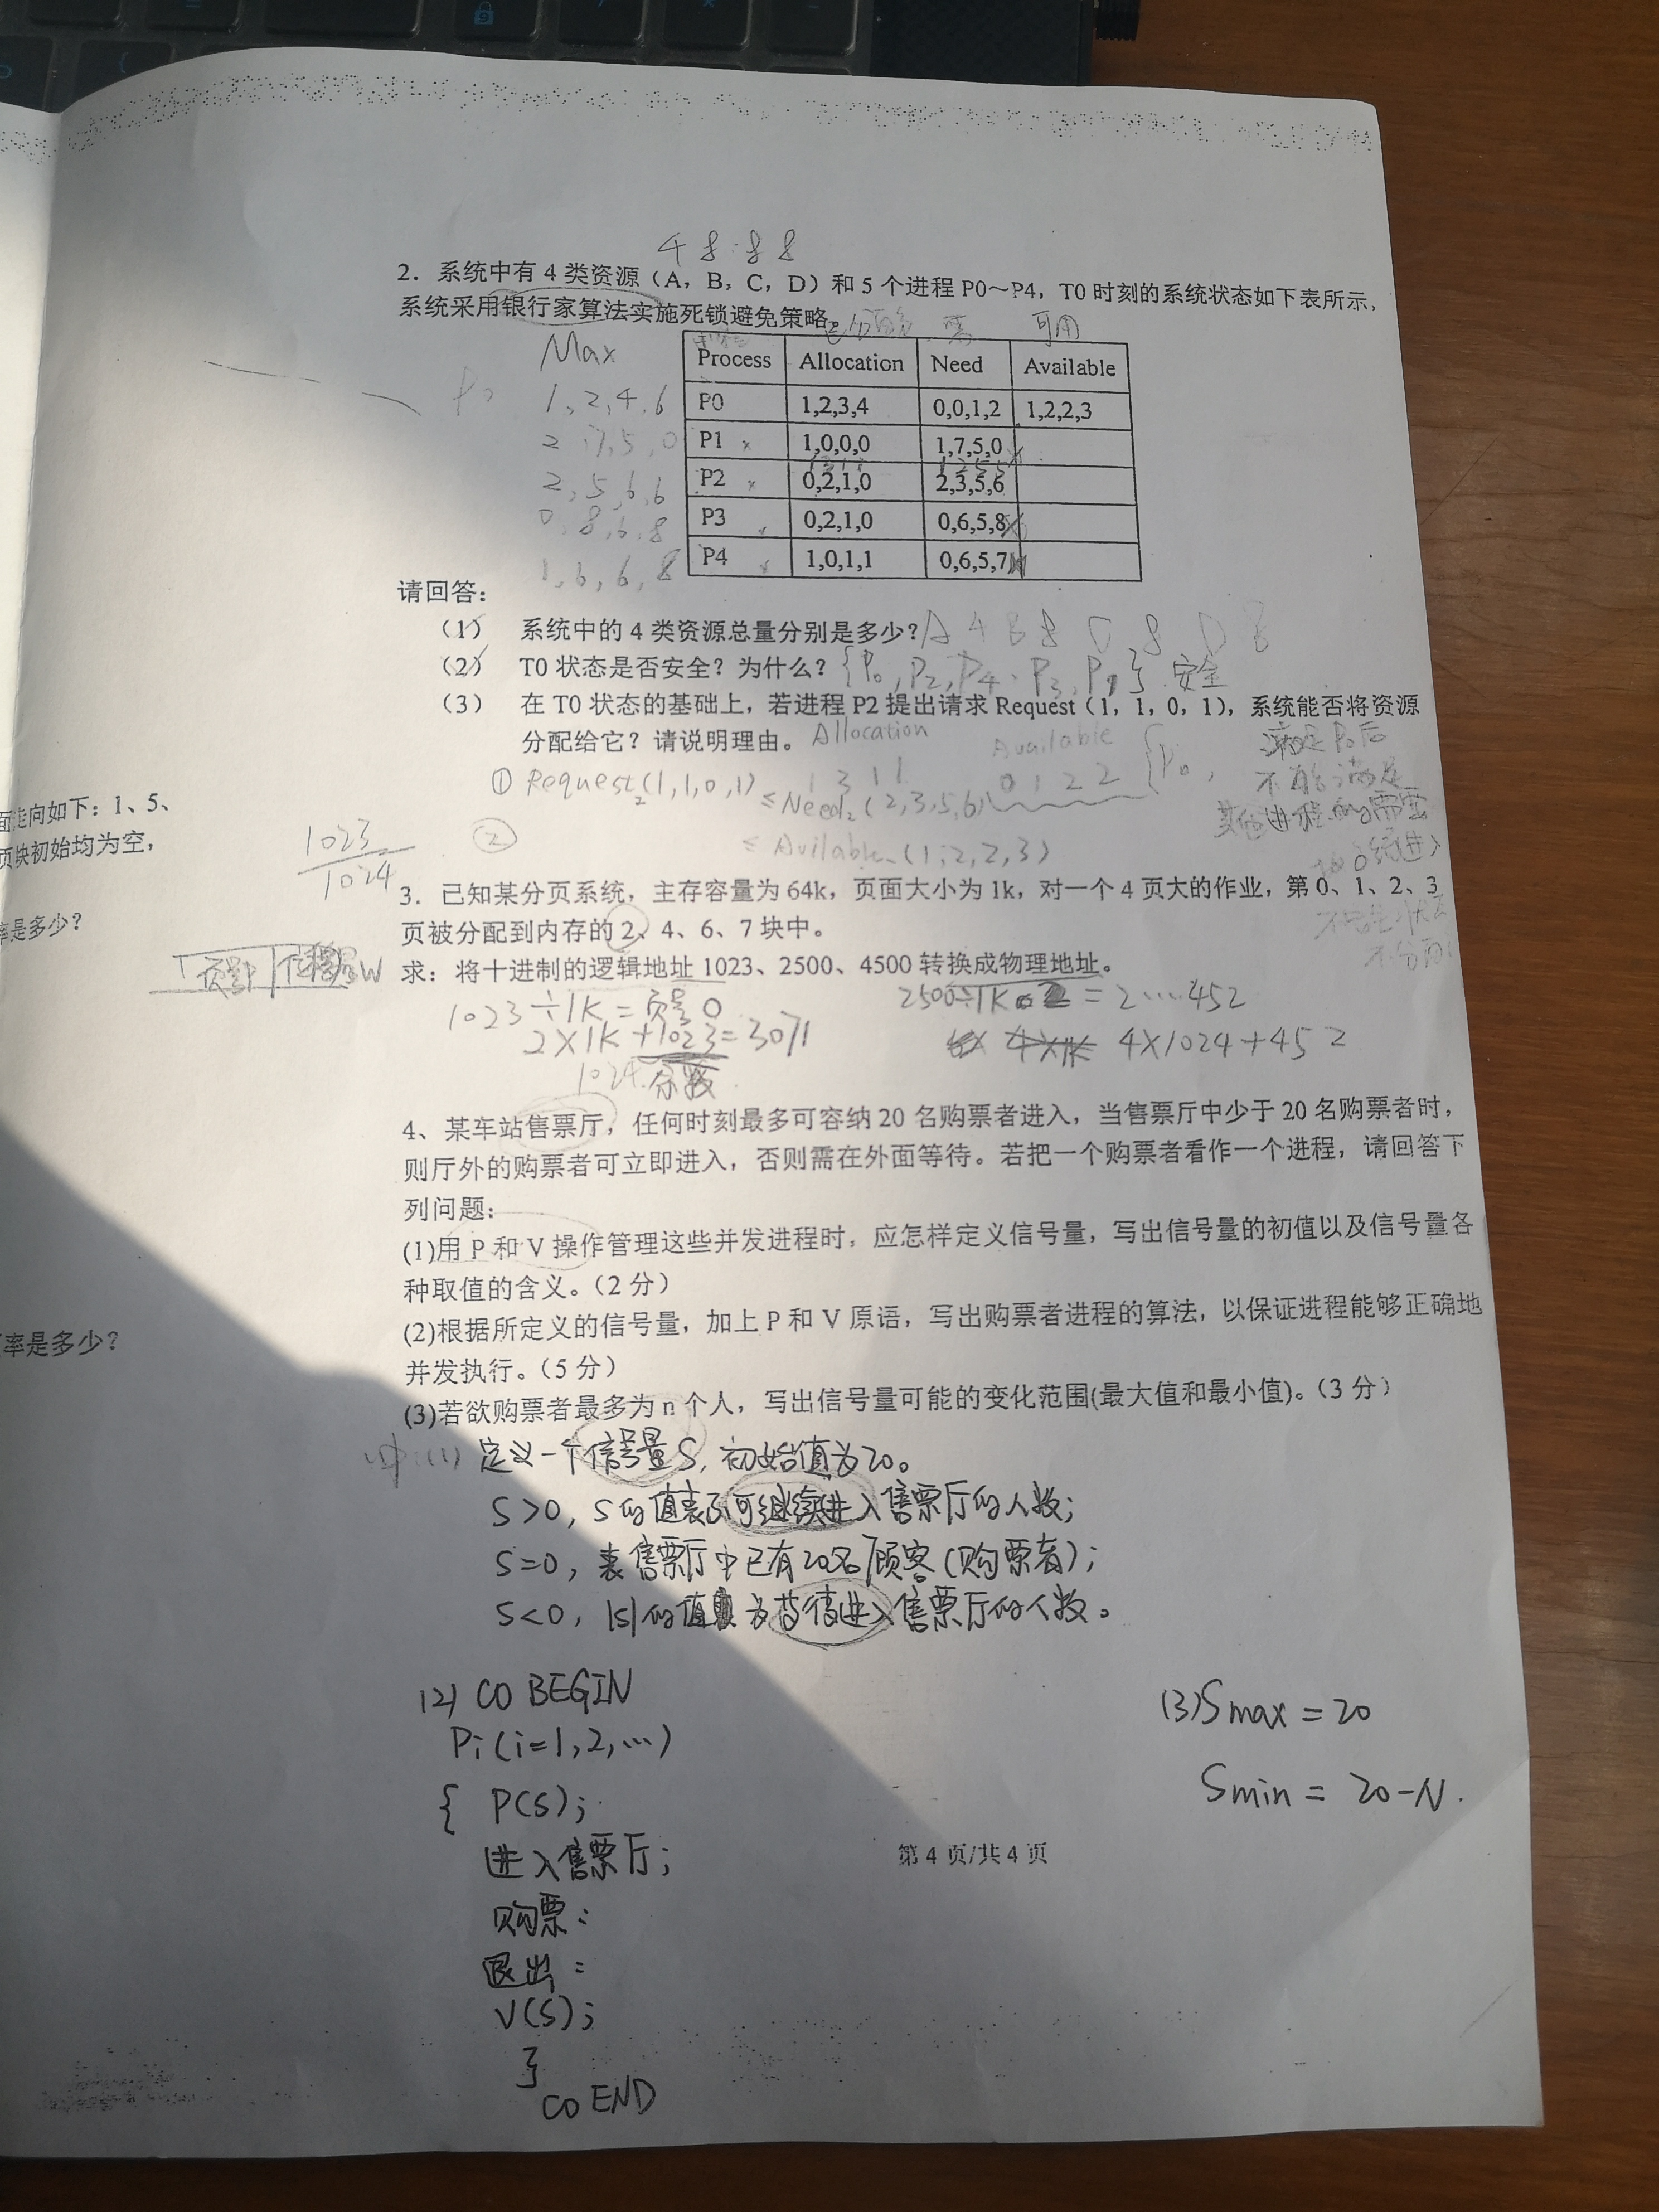 4 8 8 8
2. 系统中有 4 类资源（A，B，C，D）和 5 个进程 P0～P4，T0 时刻的系统状态如下表所示，
系统采用银行家算法实施死锁避免策略。
需 可用
Max
Process Allocation Need Available
1,2,4,6 P0 1,2,3,4 0,0,1,2 1,2,2,3
2,7,5,0 P1 1,0,0,0 1,7,5,0
2,5,6,6 P2 0,2,1,0 2,3,5,6
0,8,6,8 P3 0,2,1,0 0,6,5,8
1,6,6,8 P4 1,0,1,1 0,6,5,7
请回答：
（1） 系统中的 4 类资源总量分别是多少？A 4 B 8 C 8 D 8
（2） T0 状态是否安全？为什么？{P0, P2, P4, P3, P1} 安全
（3） 在 T0 状态的基础上，若进程 P2 提出请求 Request（1，1，0，1），系统能否将资源
分配给它？请说明理由。 Allocation Available {P0,
满足P0后
不能满足
其他进程的需要
① Request2(1,1,0,1) ≤Need2(2,3,5,6) 1 3 1 1 0 1 2 2
② ≤ Available (1,2,2,3)
面走向如下：1、5、
页块初始均为空，
1023
1024
率是多少？
3. 已知某分页系统，主存容量为 64k，页面大小为 1k，对一个 4 页大的作业，第 0、1、2、3
页被分配到内存的 2、4、6、7 块中。
求：将十进制的逻辑地址 1023、2500、4500 转换成物理地址。
页号 W
1023÷1K=页号0
2500÷1K = 2…452
2×1K+1023=3071
4×1024+452
1024 余数
4、某车站售票厅，任何时刻最多可容纳 20 名购票者进入，当售票厅中少于 20 名购票者时，
则厅外的购票者可立即进入，否则需在外面等待。若把一个购票者看作一个进程，请回答下
列问题：
(1)用 P 和 V 操作管理这些并发进程时，应怎样定义信号量，写出信号量的初值以及信号量各
种取值的含义。（2 分）
(2)根据所定义的信号量，加上 P 和 V 原语，写出购票者进程的算法，以保证进程能够正确地
并发执行。（5 分）
率是多少？
(3)若欲购票者最多为 n 个人，写出信号量可能的变化范围(最大值和最小值)。（3 分）
(1) 定义一个信号量S，初始值为20。
S>0，S的值表示可继续进入售票厅的人数；
S=0，表售票厅中已有20名顾客(购票者)；
S<0，|S|的值为等待进入售票厅的人数。
(2) CO BEGIN
Pi(i=1,2,…)
{ P(S);
进入售票厅;
购票;
退出;
V(S);
}
CO END
(3)Smax=20
Smin=20-N.
第 4 页/共 4 页